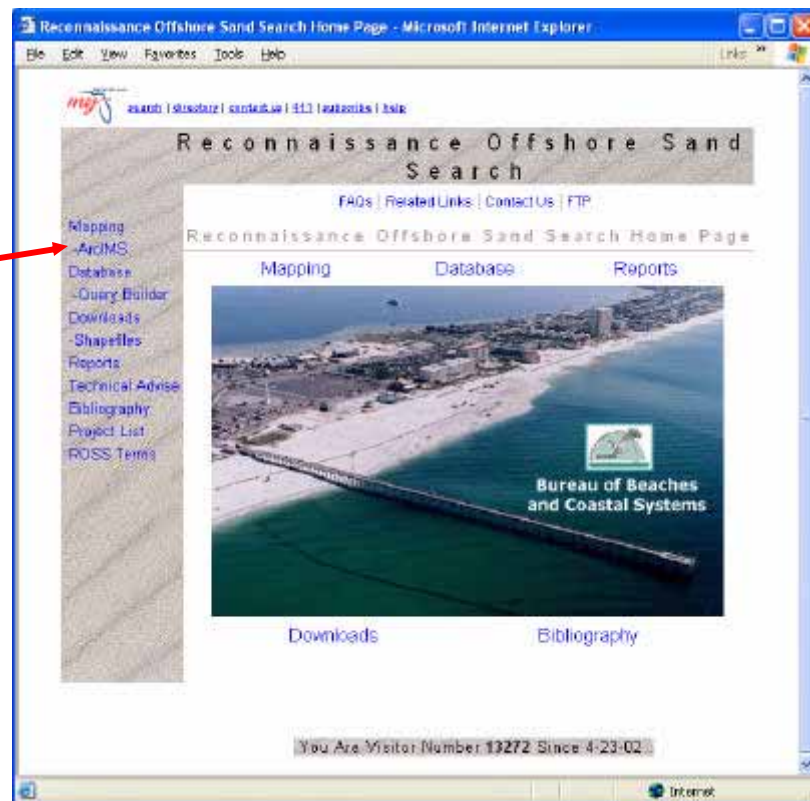 Reconnaissance Offshore Sand Search Home Page - Microsoft Internet Explorer
File Edit View Favorites Tools Help Links »
my search | directory | contact us | 411 | subscribe | help
Reconnaissance Offshore Sand
Search
FAQs | Related Links | Contact Us | FTP
Reconnaissance Offshore Sand Search Home Page
Mapping
-ArcIMS
Database
-Query Builder
Downloads
-Shapefiles
Reports
Technical Advise
Bibliography
Project List
ROSS Terms
Mapping Database Reports
Bureau of Beaches
and Coastal Systems
Downloads Bibliography
You Are Visitor Number 13272 Since 4-23-02
Internet